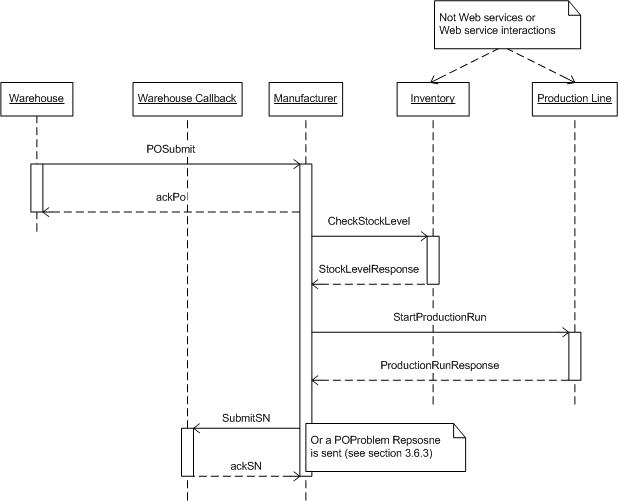 Not Web services or
Web service interactions
Warehouse
Warehouse Callback
Manufacturer
Inventory
Production Line
POSubmit
ackPo
CheckStockLevel
StockLevelResponse
StartProductionRun
ProductionRunResponse
SubmitSN
Or a POProblem Repsosne
is sent (see section 3.6.3)
ackSN